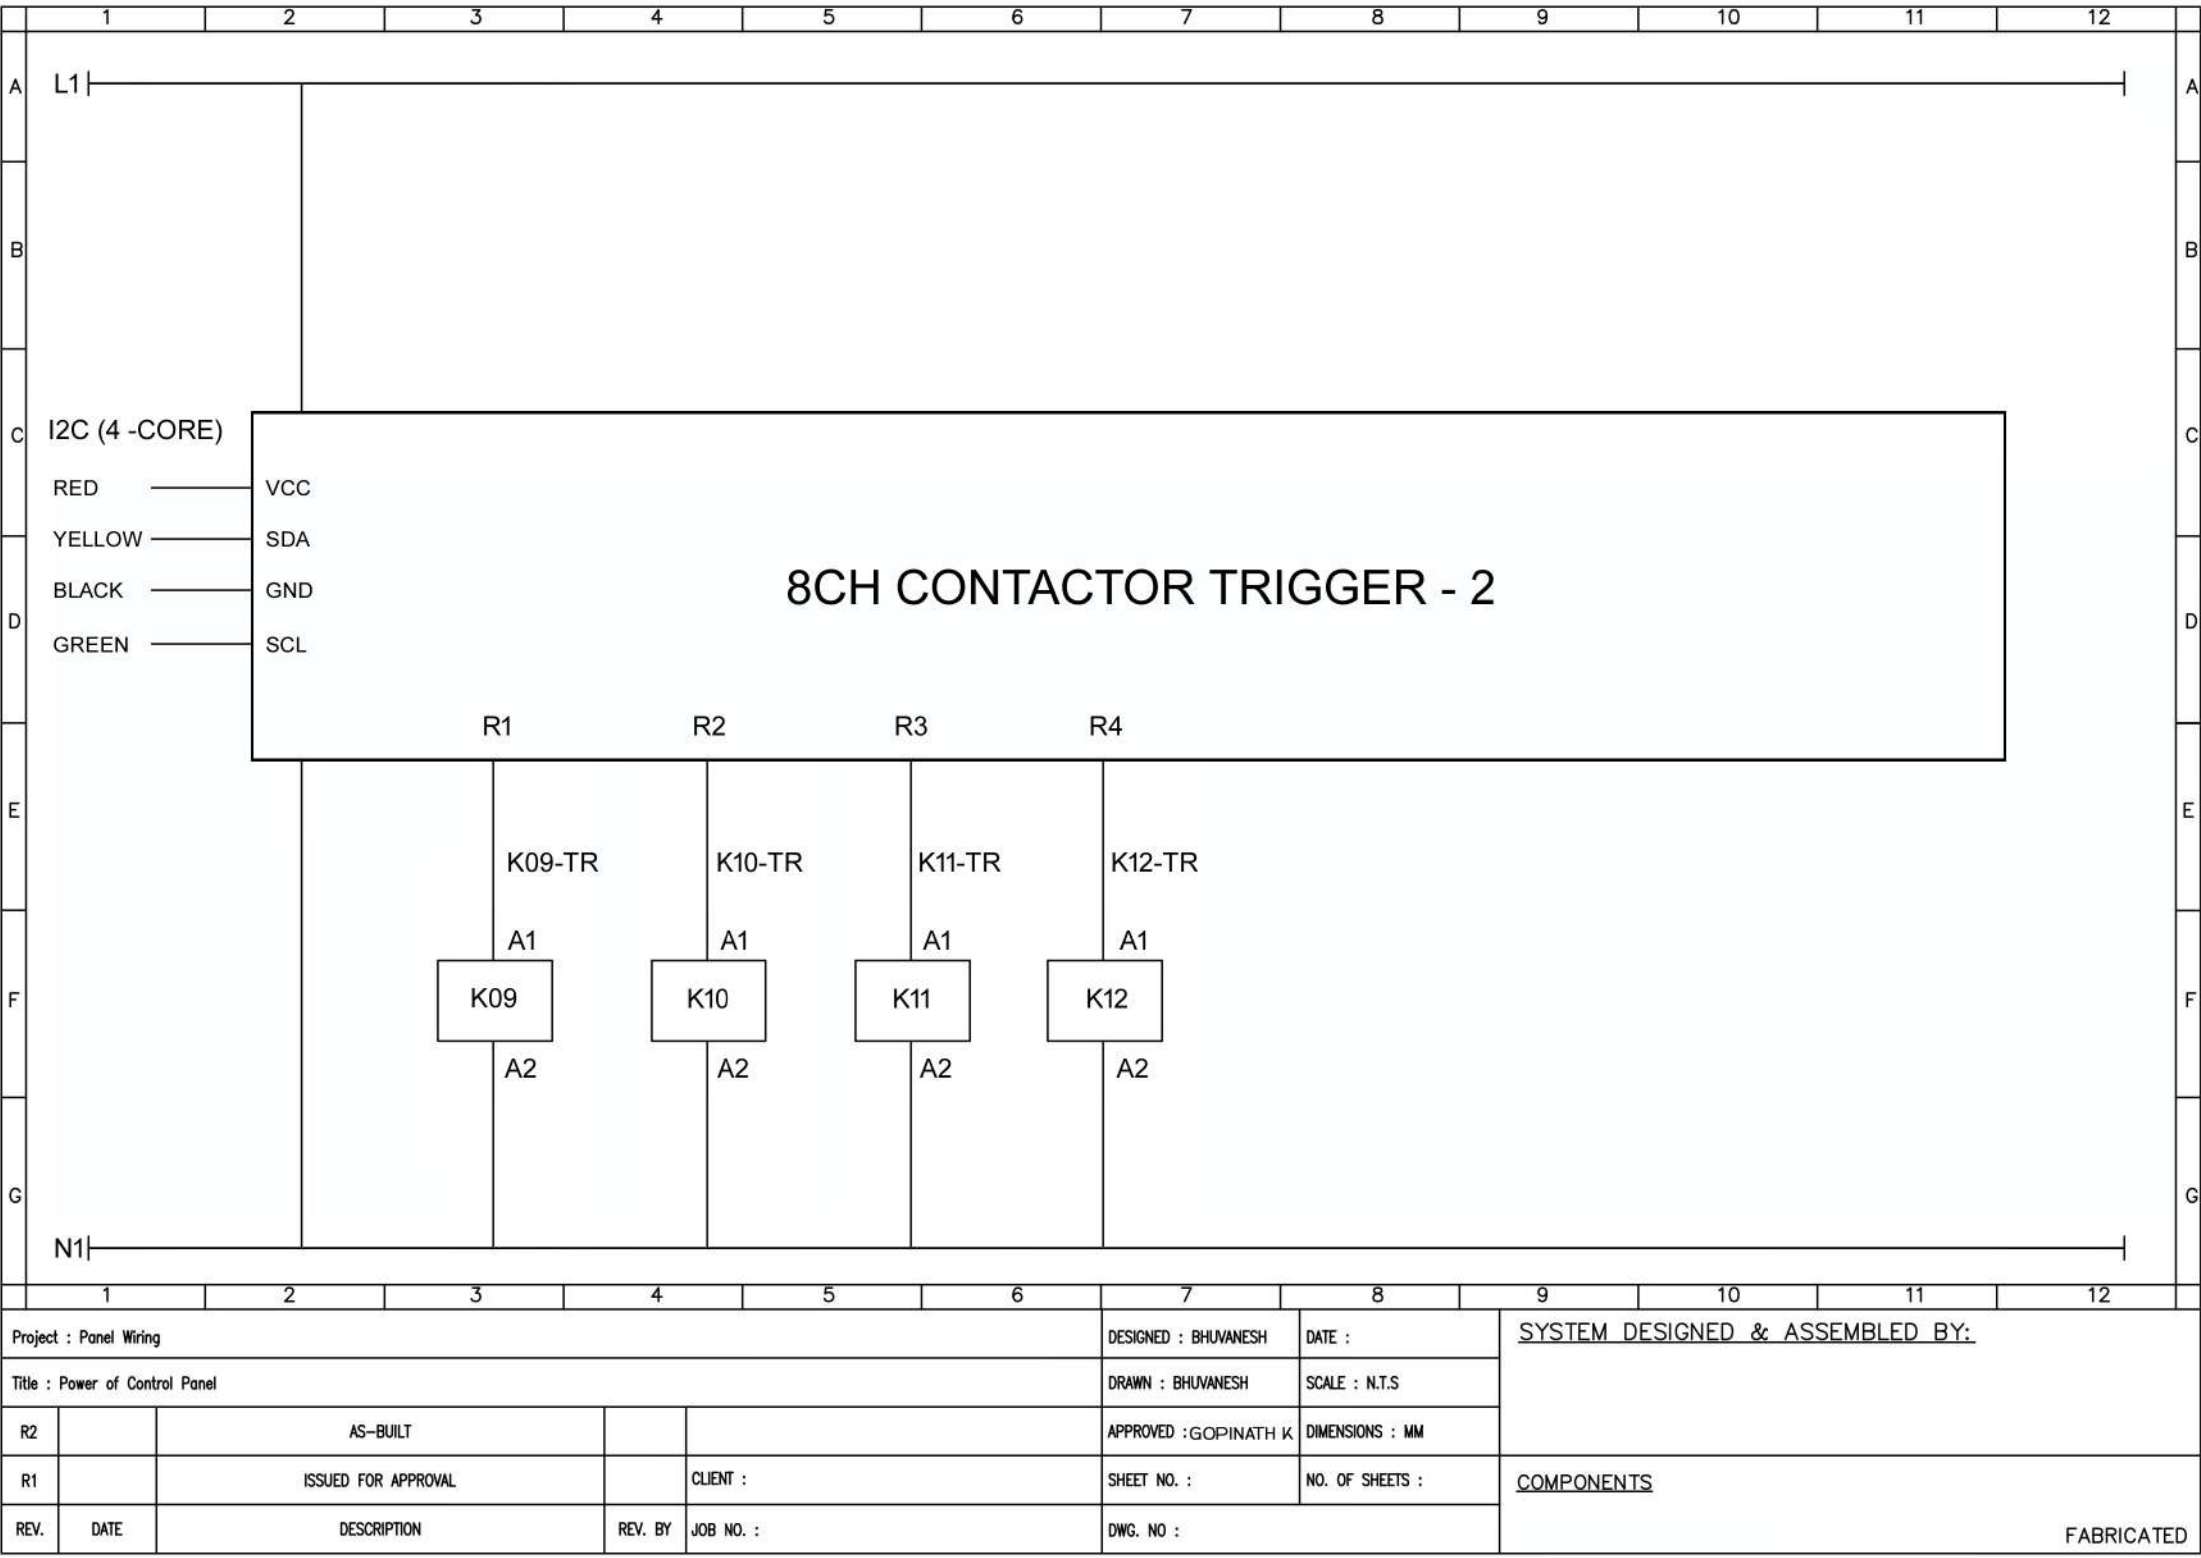 1 2 3 4 5 6 7 8 9 10 11 12
A L1 A
B B
C I2C (4 -CORE) C
RED VCC
YELLOW SDA
8CH CONTACTOR TRIGGER - 2
BLACK GND
D D
GREEN SCL
R1 R2 R3 R4
E E
K09-TR K10-TR K11-TR K12-TR
A1 A1 A1 A1
F K09 K10 K11 K12 F
A2 A2 A2 A2
G G
N1
1 2 3 4 5 6 7 8 9 10 11 12
Project : Panel Wiring DESIGNED : BHUVANESH DATE : SYSTEM DESIGNED & ASSEMBLED BY:
Title : Power of Control Panel DRAWN : BHUVANESH SCALE : N.T.S
R2 AS-BUILT APPROVED :GOPINATH K DIMENSIONS : MM
R1 ISSUED FOR APPROVAL CLIENT : SHEET NO. : NO. OF SHEETS : COMPONENTS
REV. DATE DESCRIPTION REV. BY JOB NO. : DWG. NO : FABRICATED